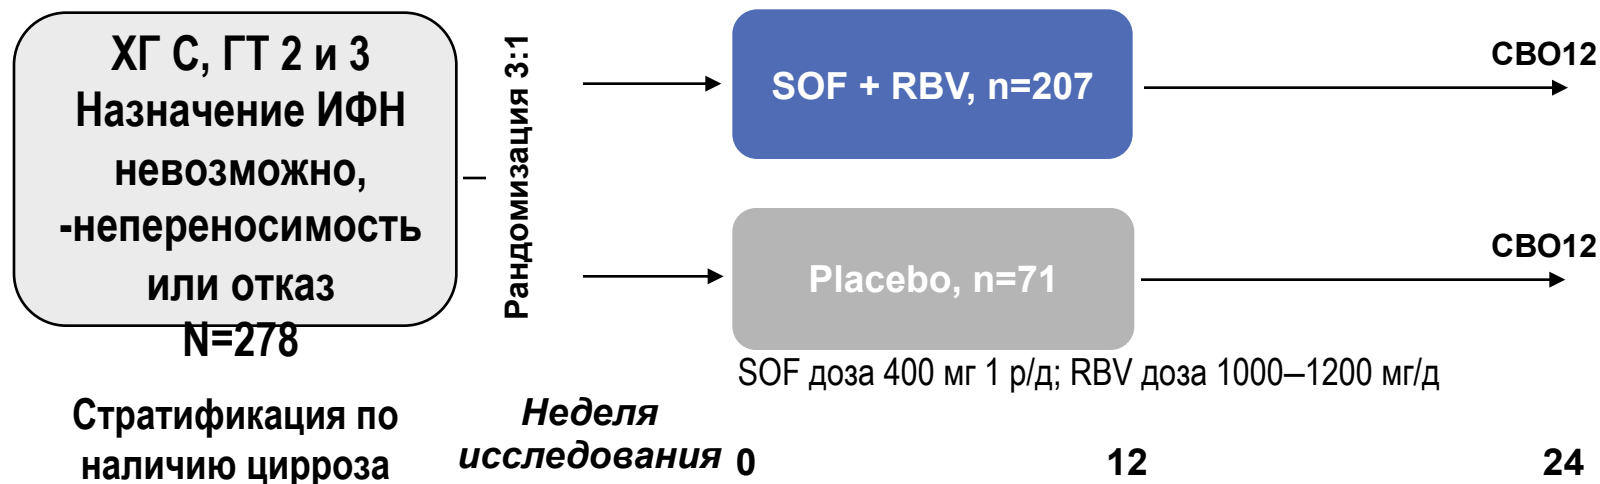 ХГ С, ГТ 2 и 3
Назначение ИФН
невозможно,
-непереносимость
или отказ
N=278
Стратификация по
наличию цирроза
Рандомизация 3:1
SOF + RBV, n=207
СВО12
Placebo, n=71
СВО12
SOF доза 400 мг 1 р/д; RBV доза 1000–1200 мг/д
Неделя
исследования 0 12 24